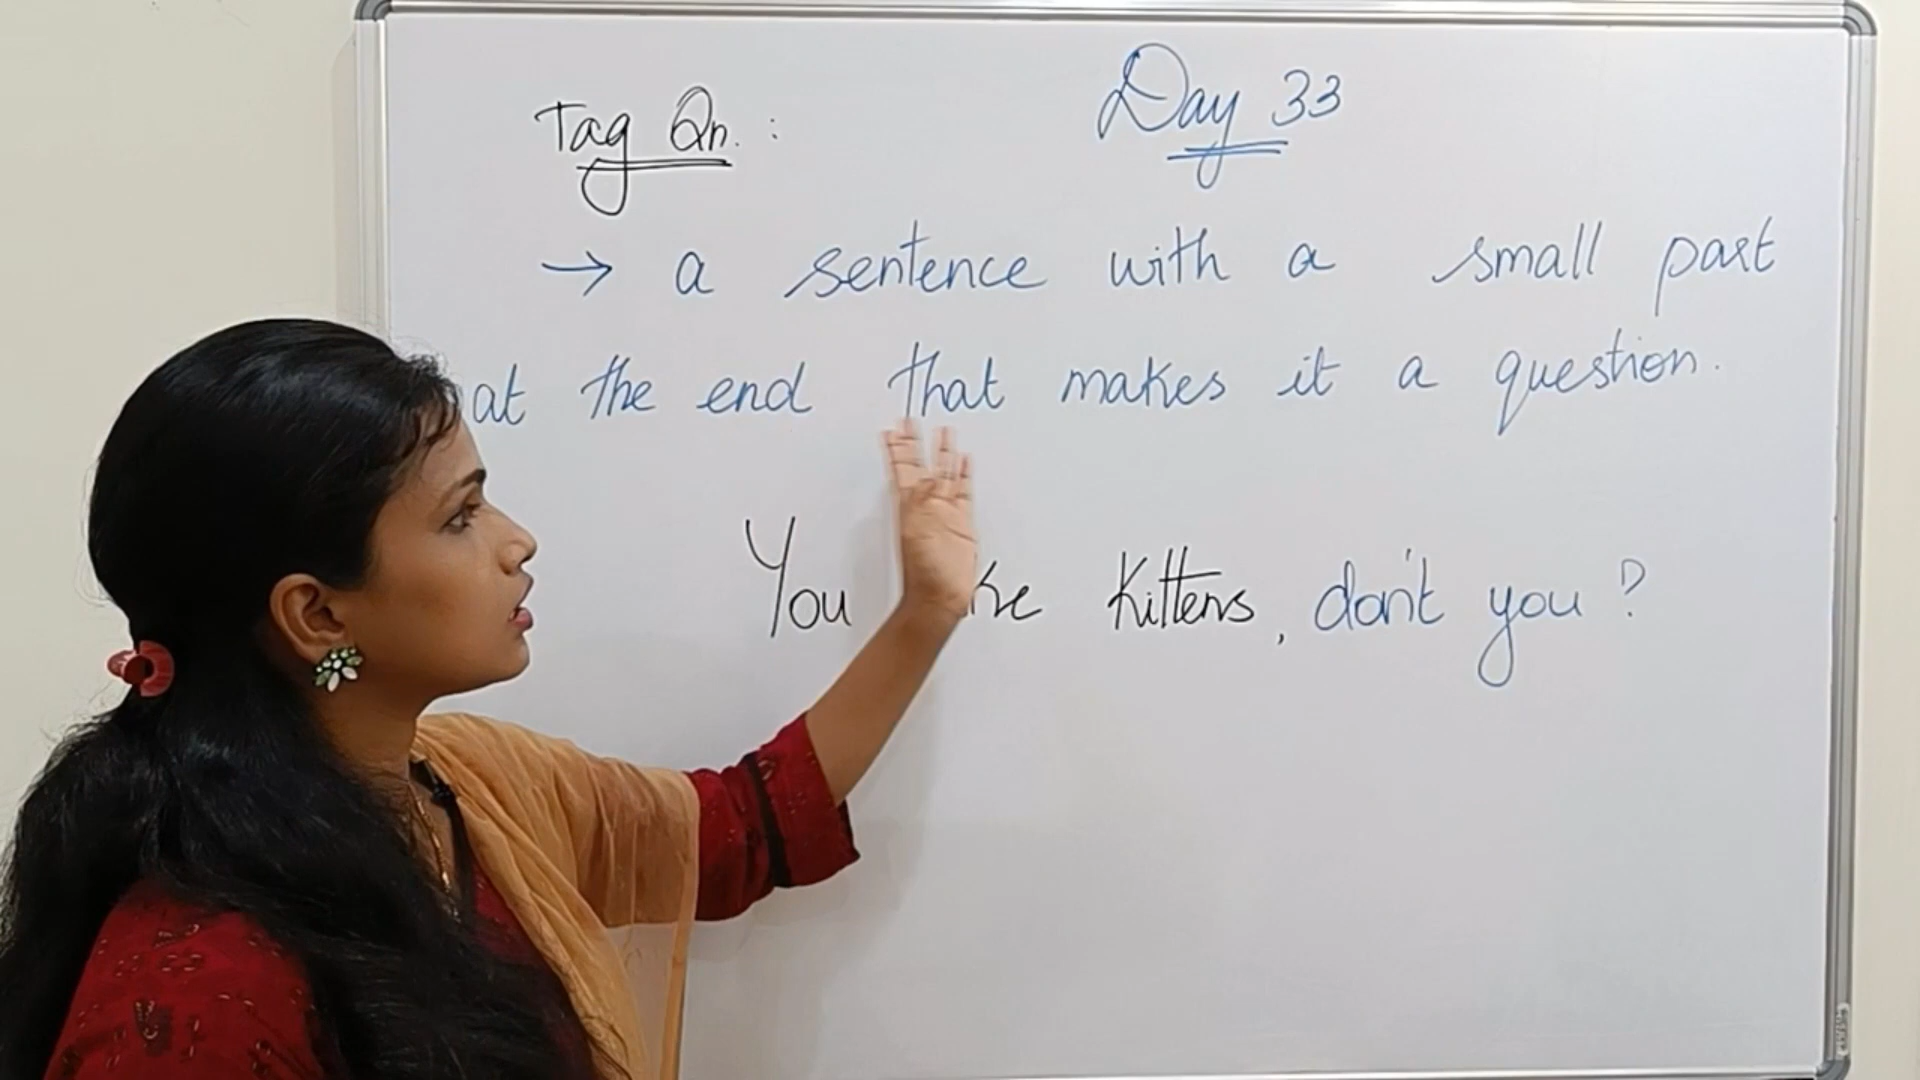 Tag Qn. :
Day 33
→ a sentence with a small part
at the end that makes it a question.
You kittens, don't you ?